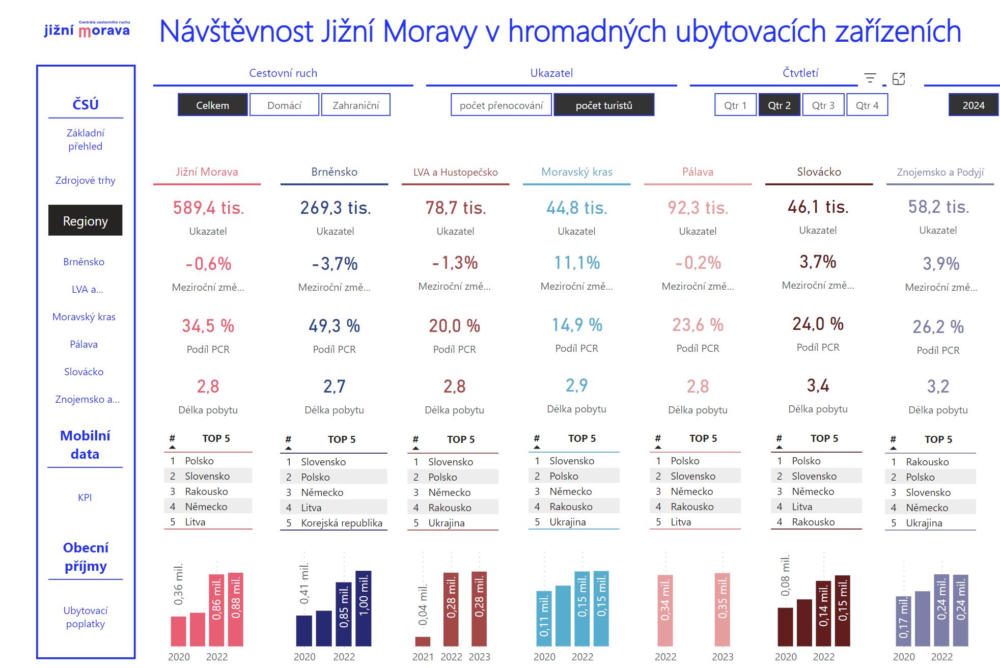 Centrála cestovního ruchu
jižní morava
Návštěvnost Jižní Moravy v hromadných ubytovacích zařízeních
ČSÚ
Základní
přehled
Zdrojové trhy
Regiony
Brněnsko
LVA a...
Moravský kras
Pálava
Slovácko
Znojemsko a...
Mobilní
data
KPI
Obecní
příjmy
Ubytovací
poplatky
Cestovní ruch
Celkem Domácí Zahraniční
Ukazatel
počet přenocování počet turistů
Čtvtletí
Qtr 1 Qtr 2 Qtr 3 Qtr 4
2024
Jižní Morava
589,4 tis.
Ukazatel
-0,6%
Meziroční změ...
34,5 %
Podíl PCR
2,8
Délka pobytu
# TOP 5
1 Polsko
2 Slovensko
3 Rakousko
4 Německo
5 Litva
0,36 mil. 0,86 mil. 0,88 mil.
2020 2022
Brněnsko
269,3 tis.
Ukazatel
-3,7%
Meziroční změ...
49,3 %
Podíl PCR
2,7
Délka pobytu
# TOP 5
1 Slovensko
2 Polsko
3 Německo
4 Litva
5 Korejská republika
0,41 mil. 0,85 mil. 1,00 mil.
2020 2022
LVA a Hustopečsko
78,7 tis.
Ukazatel
-1,3%
Meziroční změ...
20,0 %
Podíl PCR
2,8
Délka pobytu
# TOP 5
1 Slovensko
2 Polsko
3 Německo
4 Rakousko
5 Ukrajina
0,04 mil. 0,28 mil. 0,28 mil.
2021 2022 2023
Moravský kras
44,8 tis.
Ukazatel
11,1%
Meziroční změ...
14,9 %
Podíl PCR
2,9
Délka pobytu
# TOP 5
1 Slovensko
2 Polsko
3 Německo
4 Rakousko
5 Ukrajina
0,11 mil. 0,15 mil. 0,15 mil.
2020 2022
Pálava
92,3 tis.
Ukazatel
-0,2%
Meziroční změ...
23,6 %
Podíl PCR
2,8
Délka pobytu
# TOP 5
1 Polsko
2 Slovensko
3 Německo
4 Rakousko
5 Litva
0,34 mil. 0,35 mil.
2022 2023
Slovácko
46,1 tis.
Ukazatel
3,7%
Meziroční změ...
24,0 %
Podíl PCR
3,4
Délka pobytu
# TOP 5
1 Polsko
2 Slovensko
3 Německo
4 Litva
4 Rakousko
0,08 mil. 0,14 mil. 0,15 mil.
2020 2022
Znojemsko a Podyjí
58,2 tis.
Ukazatel
3,9%
Meziroční změ...
26,2 %
Podíl PCR
3,2
Délka pobytu
# TOP 5
1 Rakousko
2 Polsko
3 Slovensko
4 Německo
5 Ukrajina
0,17 mil. 0,24 mil. 0,24 mil.
2020 2022